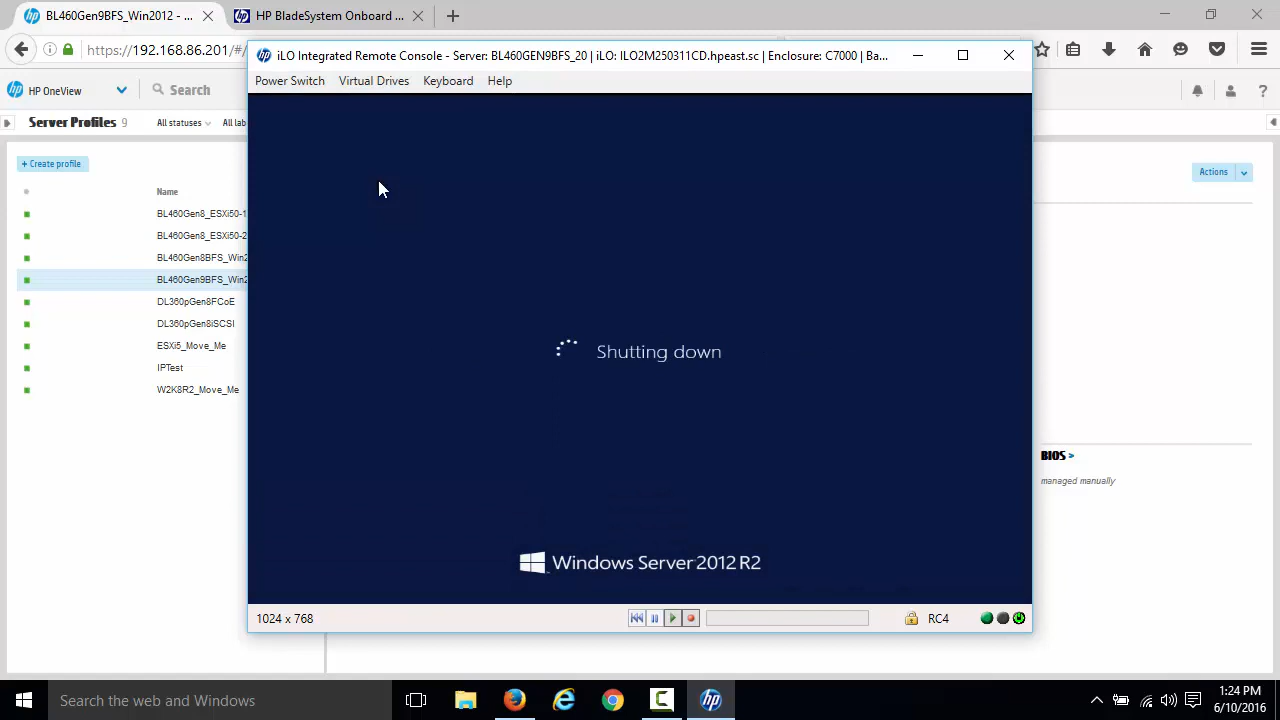 BL460Gen9BFS_Win2012 - ...
HP BladeSystem Onboard ...
https://192.168.86.201/#/
iLO Integrated Remote Console - Server: BL460GEN9BFS_20 | iLO: ILO2M250311CD.hpeast.sc | Enclosure: C7000 | Ba...
Power Switch Virtual Drives Keyboard Help
HP OneView
Search
Server Profiles 9 All statuses All lab
+ Create profile
Actions
Name
BL460Gen8_ESXi50-1
BL460Gen8_ESXi50-2
BL460Gen8BFS_Win2
BL460Gen9BFS_Win2
DL360pGen8FCoE
DL360pGen8iSCSI
ESXi5_Move_Me
IPTest
W2K8R2_Move_Me
Shutting down
BIOS >
managed manually
Windows Server 2012 R2
1024 x 768
RC4
Search the web and Windows
1:24 PM
6/10/2016